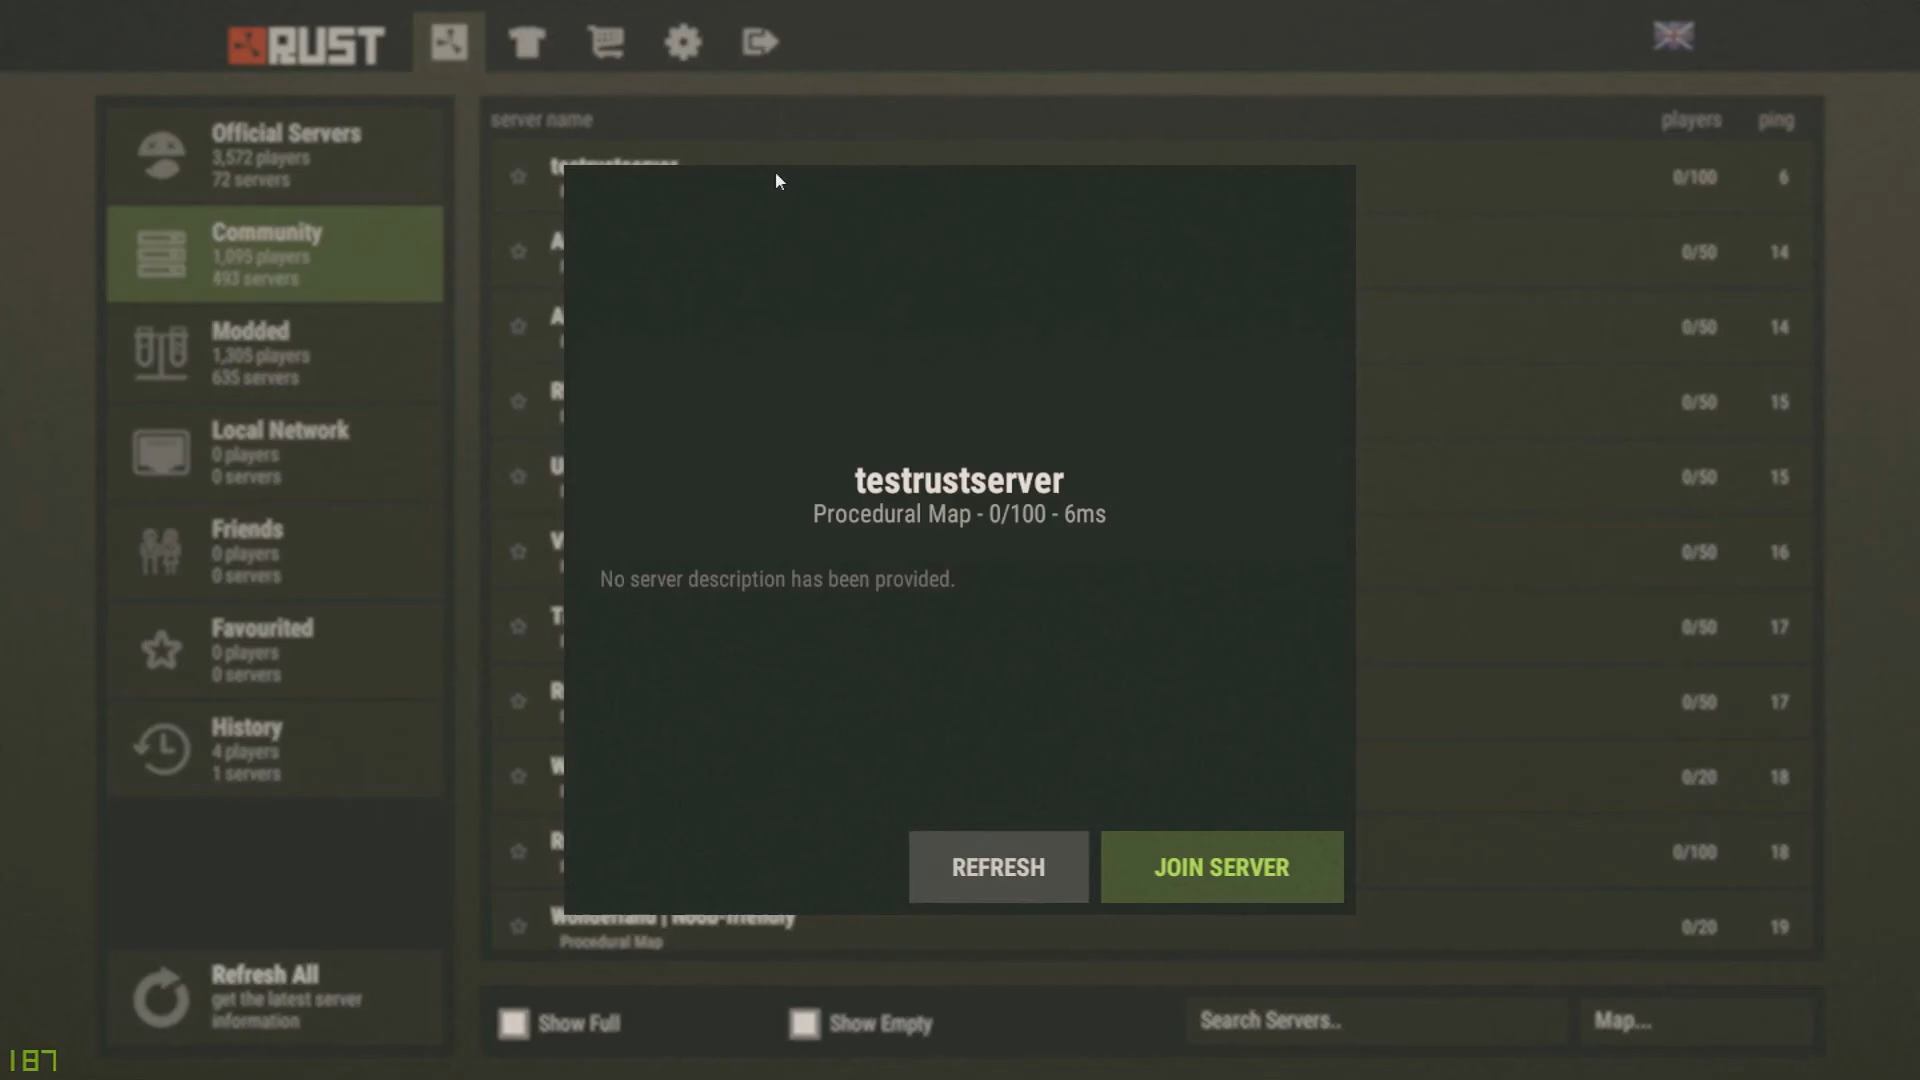 RUST
server name
players
ping
Official Servers
3,572 players
72 servers
Community
1,095 players
493 servers
Modded
1,305 players
635 servers
Local Network
0 players
0 servers
Friends
0 players
0 servers
Favourited
0 players
0 servers
History
4 players
1 servers
Refresh All
get the latest server
information
0/100 6
0/50 14
0/50 14
0/50 15
0/50 15
0/50 16
0/50 17
0/50 17
0/20 18
0/100 18
Wonderland | Noob-friendly
Procedural Map
0/20 19
testrustserver
Procedural Map - 0/100 - 6ms
No server description has been provided.
REFRESH
JOIN SERVER
Show Full
Show Empty
Search Servers..
Map...
187